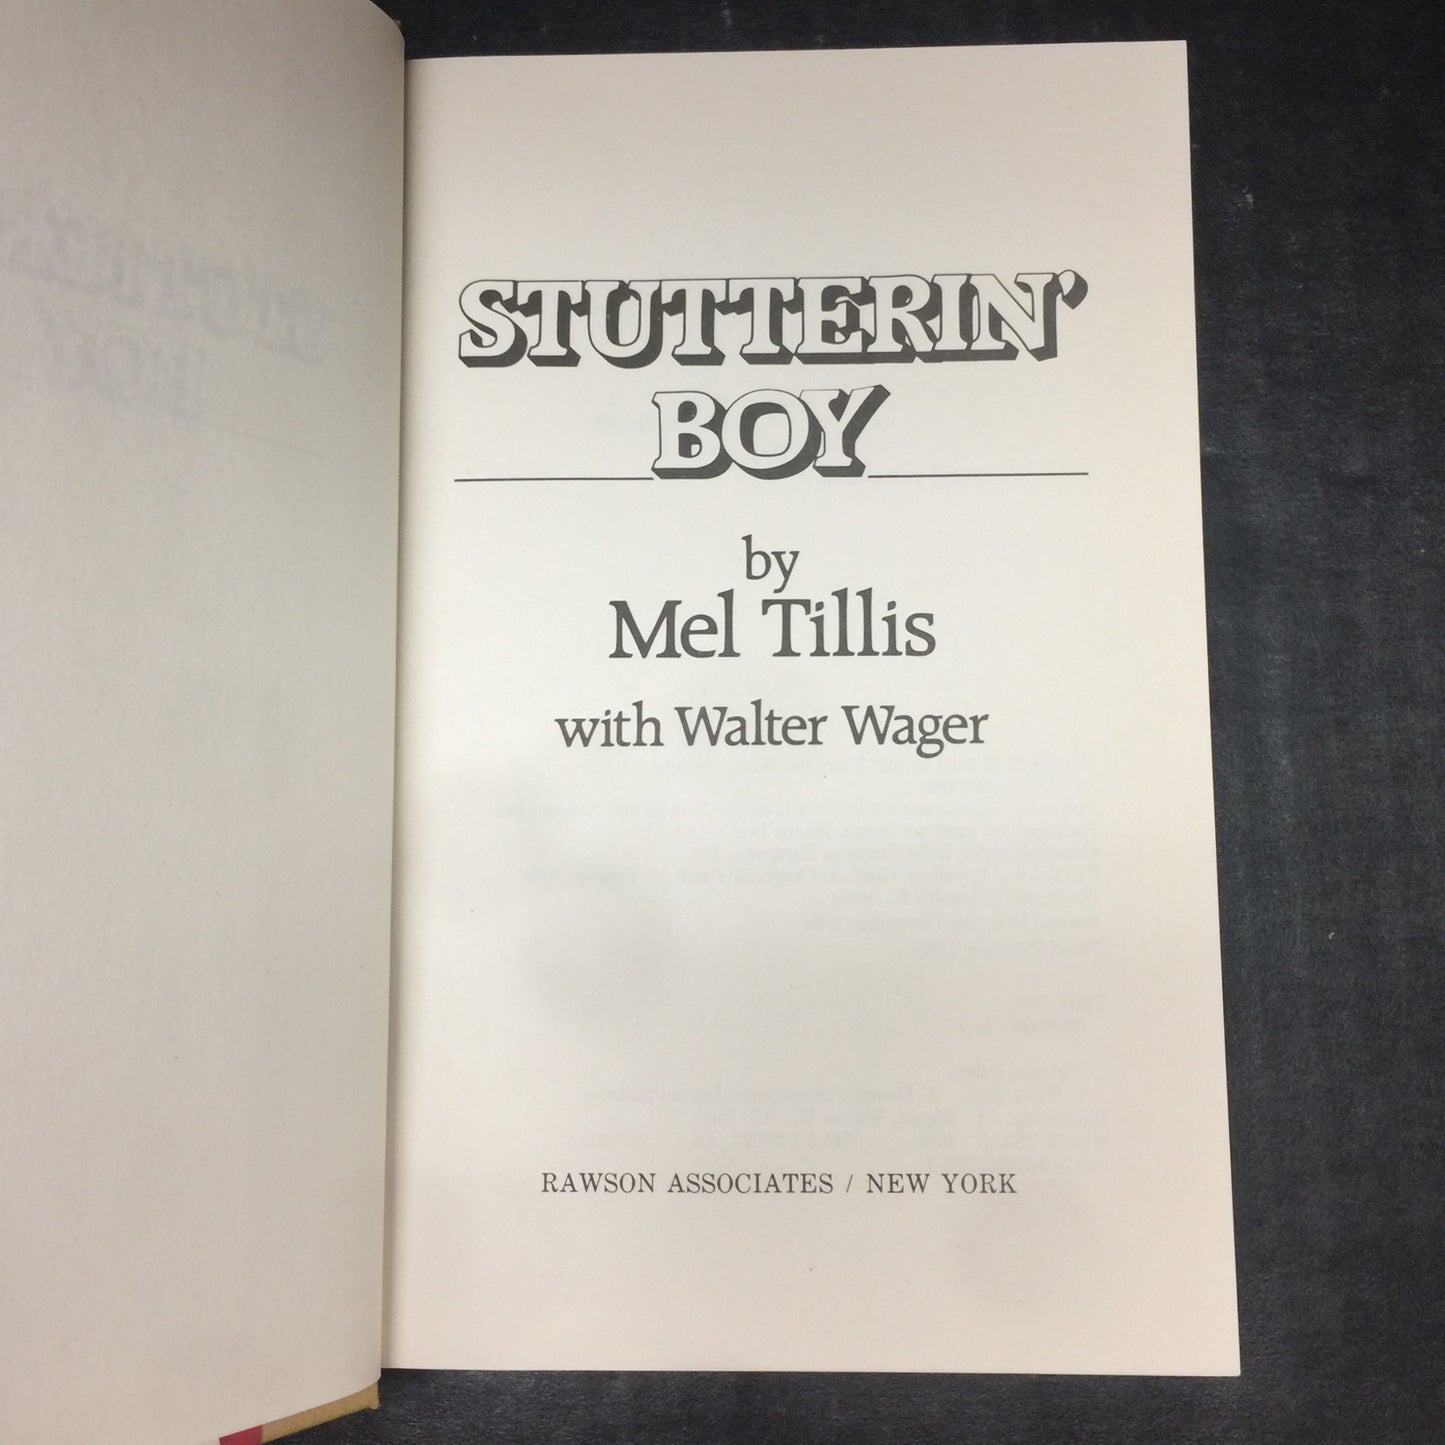 STUTTERIN'
BOY
by
Mel Tillis
with Walter Wager
RAWSON ASSOCIATES / NEW YORK